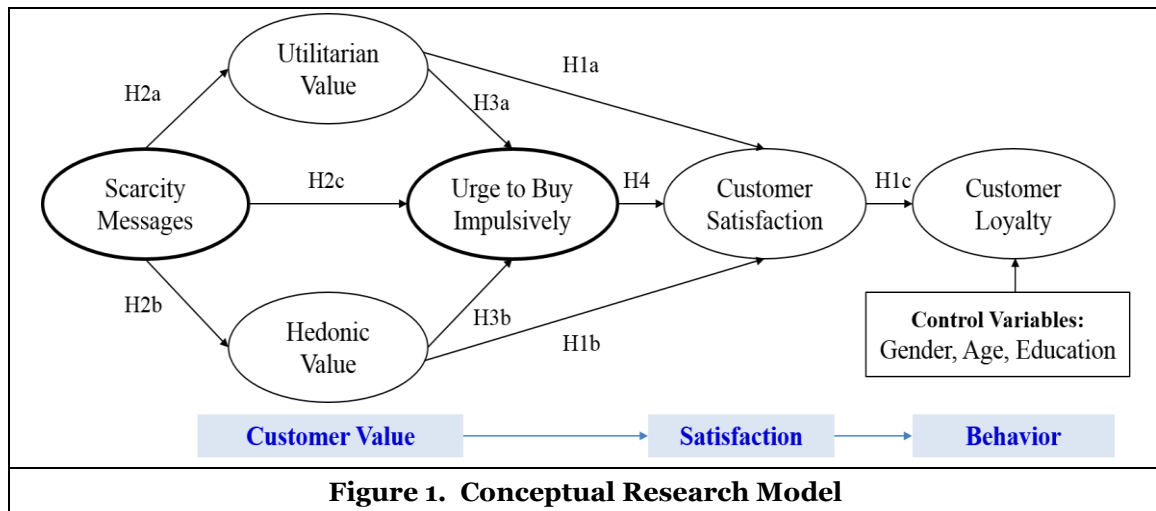 Utilitarian
Value
H1a
H2a
H3a
Scarcity
Messages
H2c
Urge to Buy
Impulsively
H4
Customer
Satisfaction
H1c
Customer
Loyalty
H2b
Hedonic
Value
H3b
H1b
Control Variables:
Gender, Age, Education
Customer Value
Satisfaction
Behavior
Figure 1. Conceptual Research Model